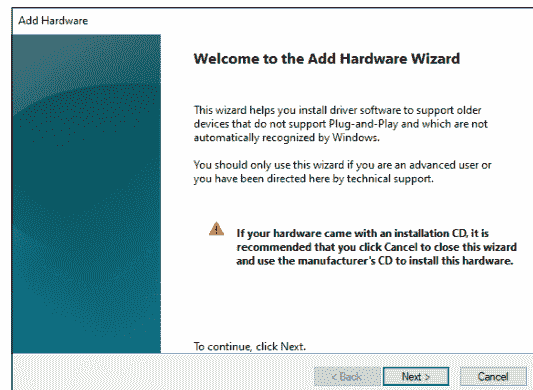 Add Hardware
Welcome to the Add Hardware Wizard
This wizard helps you install driver software to support older
devices that do not support Plug-and-Play and which are not
automatically recognized by Windows.
You should only use this wizard if you are an advanced user or
you have been directed here by technical support.
If your hardware came with an installation CD, it is
recommended that you click Cancel to close this wizard
and use the manufacturer's CD to install this hardware.
To continue, click Next.
< Back Next > Cancel